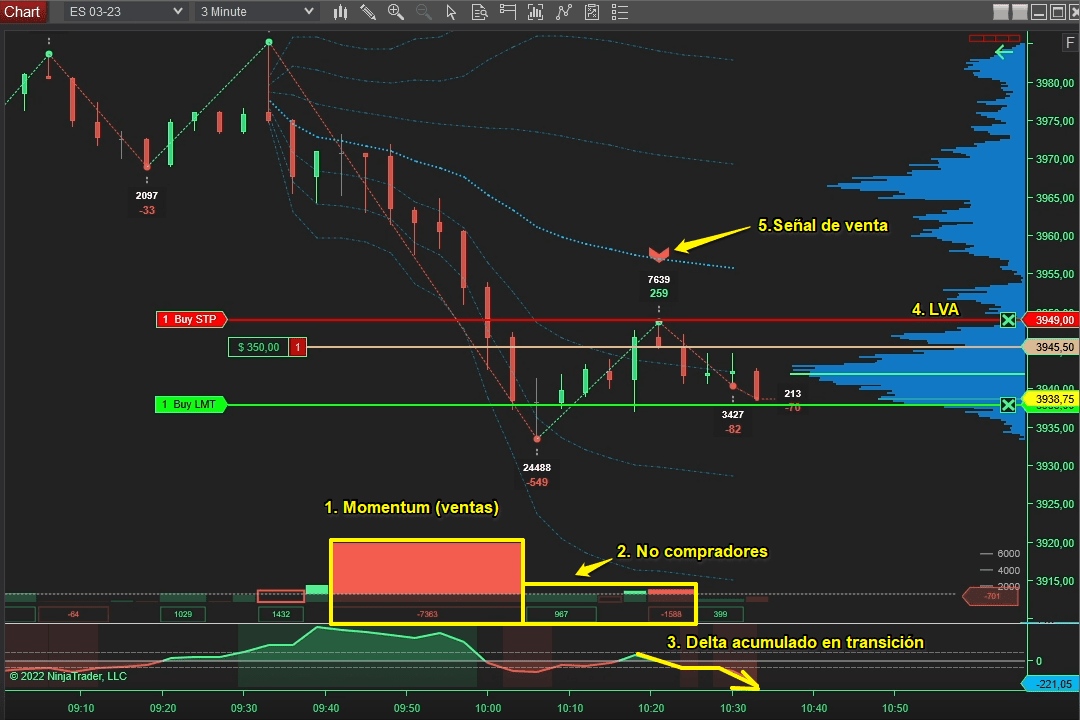 Chart
ES 03-23
3 Minute
F
3980,00
3975,00
3970,00
3965,00
3960,00
3955,00
3949,00
3945,50
3940,00
3938,75
3935,00
3930,00
3925,00
3920,00
3915,00
2097
-33
5.Señal de venta
7639
259
4. LVA
1 Buy STP
$ 350,00 1
1 Buy LMT
213
-70
3427
-82
24488
-549
1. Momentum (ventas)
2. No compradores
6000
4000
2000
-701
-64
1029
1432
-7363
967
-1588
399
3. Delta acumulado en transición
0
-221,05
© 2022 NinjaTrader, LLC
09:10 09:20 09:30 09:40 09:50 10:00 10:10 10:20 10:30 10:40 10:50